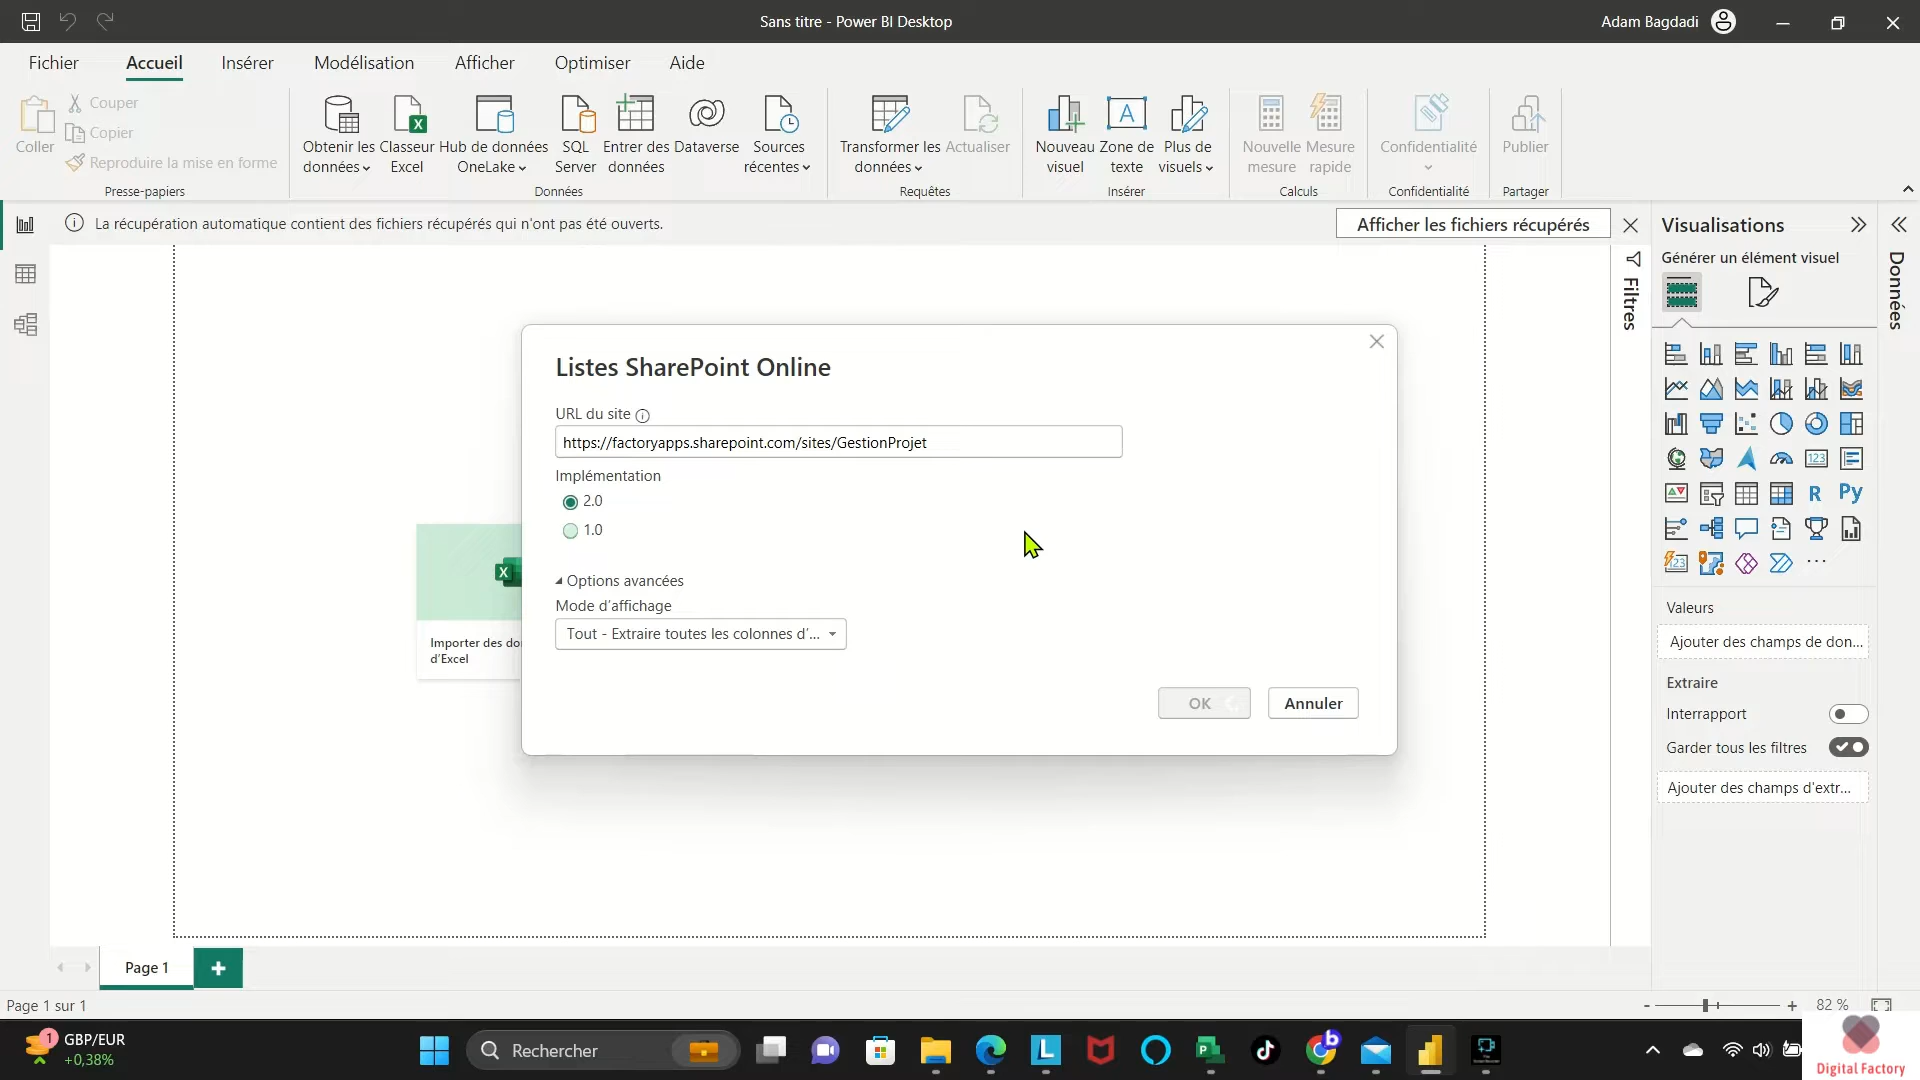 Sans titre - Power BI Desktop
Adam Bagdadi
Fichier
Accueil
Insérer
Modélisation
Afficher
Optimiser
Aide
Coller
Couper
Copier
Reproduire la mise en forme
Presse-papiers
Obtenir les données
Classeur Excel
Hub de données OneLake
SQL Server
Entrer des données
Dataverse
Sources récentes
Données
Transformer les données
Actualiser
Requêtes
Nouveau visuel
Zone de texte
Plus de visuels
Insérer
Nouvelle mesure
Mesure rapide
Calculs
Confidentialité
Confidentialité
Publier
Partager
La récupération automatique contient des fichiers récupérés qui n'ont pas été ouverts.
Afficher les fichiers récupérés
Filtres
Visualisations
Générer un élément visuel
Données
Listes SharePoint Online
URL du site
https://factoryapps.sharepoint.com/sites/GestionProjet
Implémentation
2.0
1.0
Options avancées
Mode d'affichage
Tout - Extraire toutes les colonnes d'...
OK
Annuler
X
Importer des do
d'Excel
123
R
Py
123
Valeurs
Ajouter des champs de don...
Extraire
Interrapport
Garder tous les filtres
Ajouter des champs d'extr...
Page 1
Page 1 sur 1
82 %
1
GBP/EUR
+0,38%
Rechercher
L
b
Digital Factory